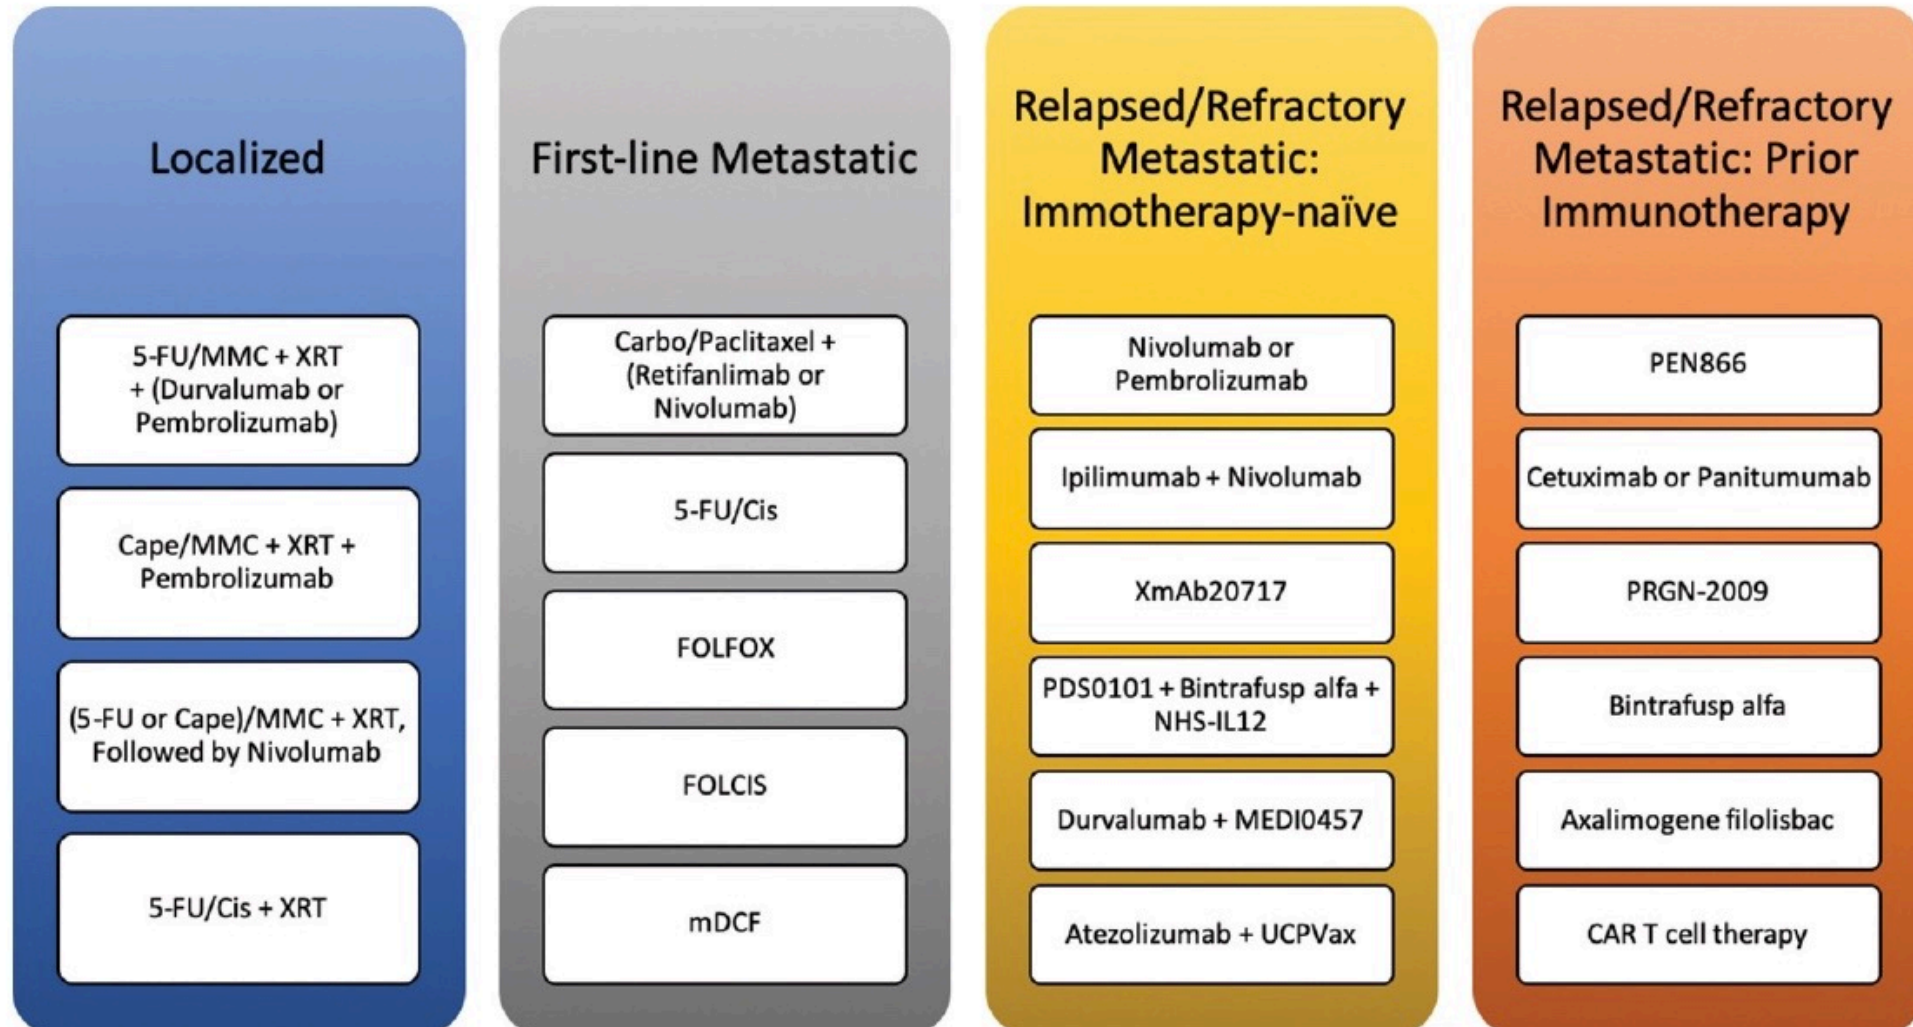 Localized
5-FU/MMC + XRT
+ (Durvalumab or
Pembrolizumab)
Cape/MMC + XRT +
Pembrolizumab
(5-FU or Cape)/MMC + XRT,
Followed by Nivolumab
5-FU/Cis + XRT
First-line Metastatic
Carbo/Paclitaxel +
(Retifanlimab or
Nivolumab)
5-FU/Cis
FOLFOX
FOLCIS
mDCF
Relapsed/Refractory
Metastatic:
Immotherapy-naïve
Nivolumab or
Pembrolizumab
Ipilimumab + Nivolumab
XmAb20717
PDS0101 + Bintrafusp alfa +
NHS-IL12
Durvalumab + MEDI0457
Atezolizumab + UCPVax
Relapsed/Refractory
Metastatic: Prior
Immunotherapy
PEN866
Cetuximab or Panitumumab
PRGN-2009
Bintrafusp alfa
Axalimogene filolisbac
CAR T cell therapy